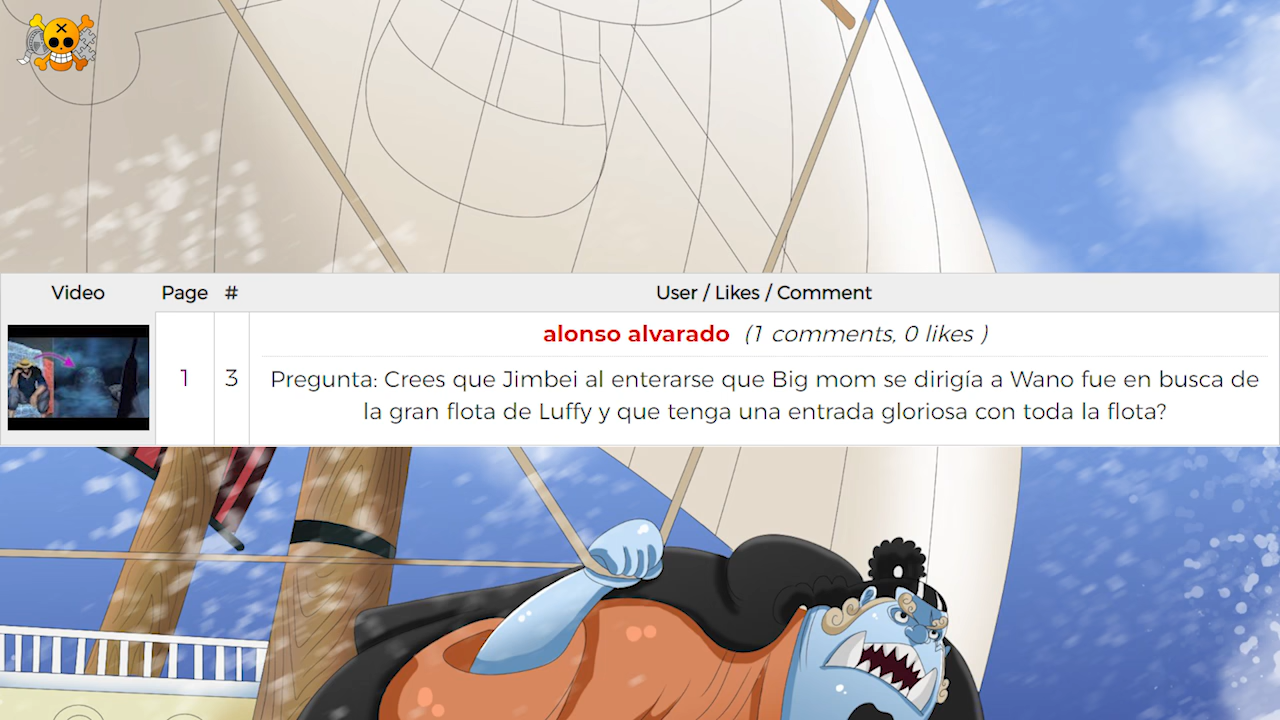 Video Page # User / Likes / Comment
alonso alvarado (1 comments, 0 likes )
1 3 Pregunta: Crees que Jimbei al enterarse que Big mom se dirigía a Wano fue en busca de
la gran flota de Luffy y que tenga una entrada gloriosa con toda la flota?